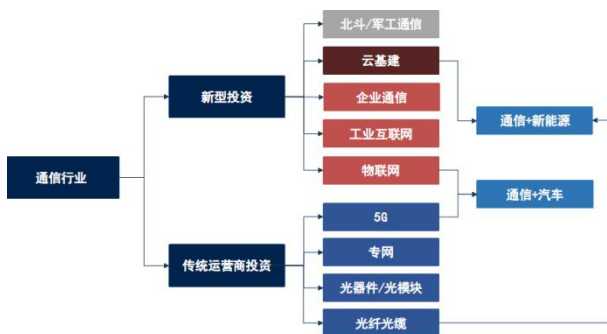 通信行业
新型投资
传统运营商投资
北斗/军工通信
云基建
企业通信
工业互联网
物联网
5G
专网
光器件/光模块
光纤光缆
通信+新能源
通信+汽车